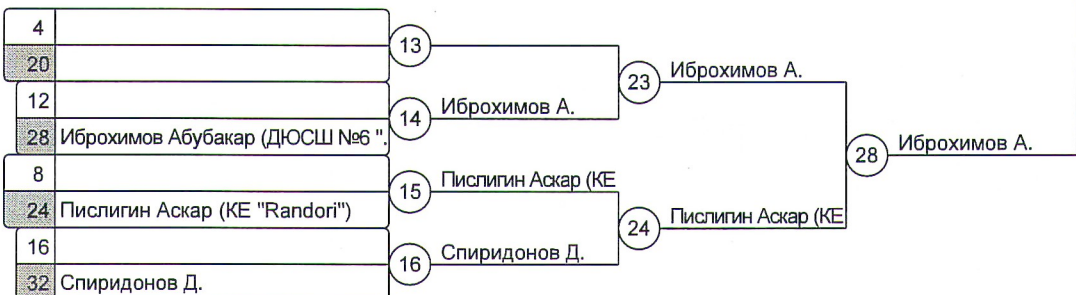 4
20
13
12
28 Иброхимов Абубакар (ДЮСШ №6 ".
14
Иброхимов А.
23
Иброхимов А.
8
24 Пислигин Аскар (КЕ "Randori")
15
Пислигин Аскар (КЕ
16
32 Спиридонов Д.
16
Спиридонов Д.
24
Пислигин Аскар (КЕ
28
Иброхимов А.